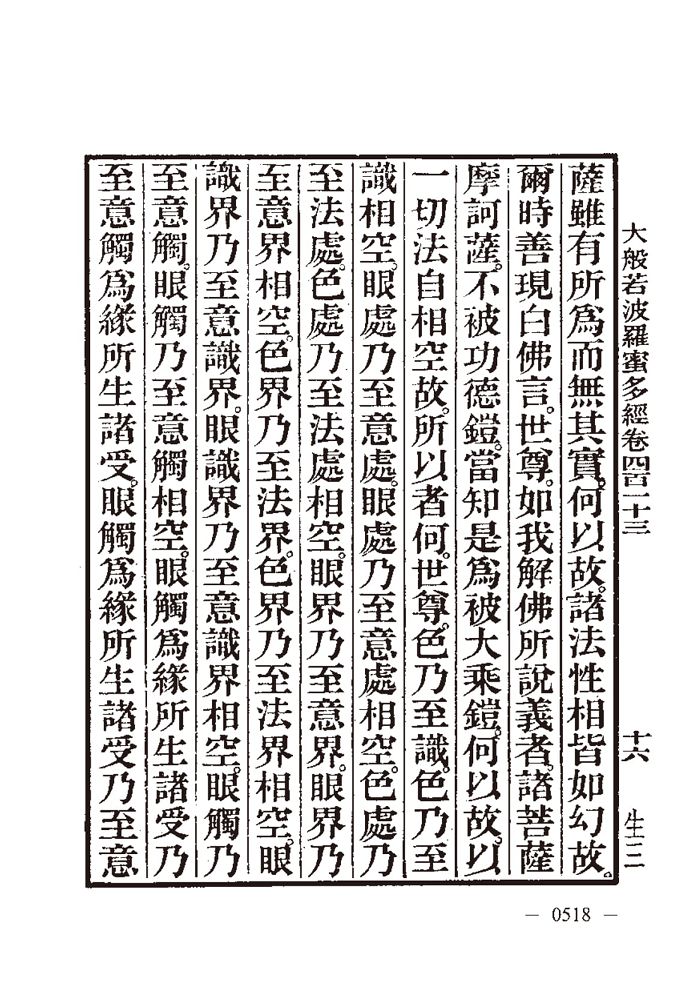 大般若波羅蜜多經卷四百二十三 十六 生三
薩雖有所爲而無其實。何以故。諸法性相皆如幻故。
爾時善現白佛言。世尊。如我解佛所說義者。諸菩薩
摩訶薩。不被功德鎧。當知是爲被大乘鎧。何以故。以
一切法自相空故。所以者何。世尊。色乃至識。色乃至
識相空。眼處乃至意處。眼處乃至意處相空。色處乃
至法處。色處乃至法處相空。眼界乃至意界。眼界乃
至意界相空。色界乃至法界。色界乃至法界相空。眼
識界乃至意識界。眼識界乃至意識界相空。眼觸乃
至意觸。眼觸乃至意觸相空。眼觸爲緣所生諸受乃
至意觸爲緣所生諸受。眼觸爲緣所生諸受乃至意
— 0518 —